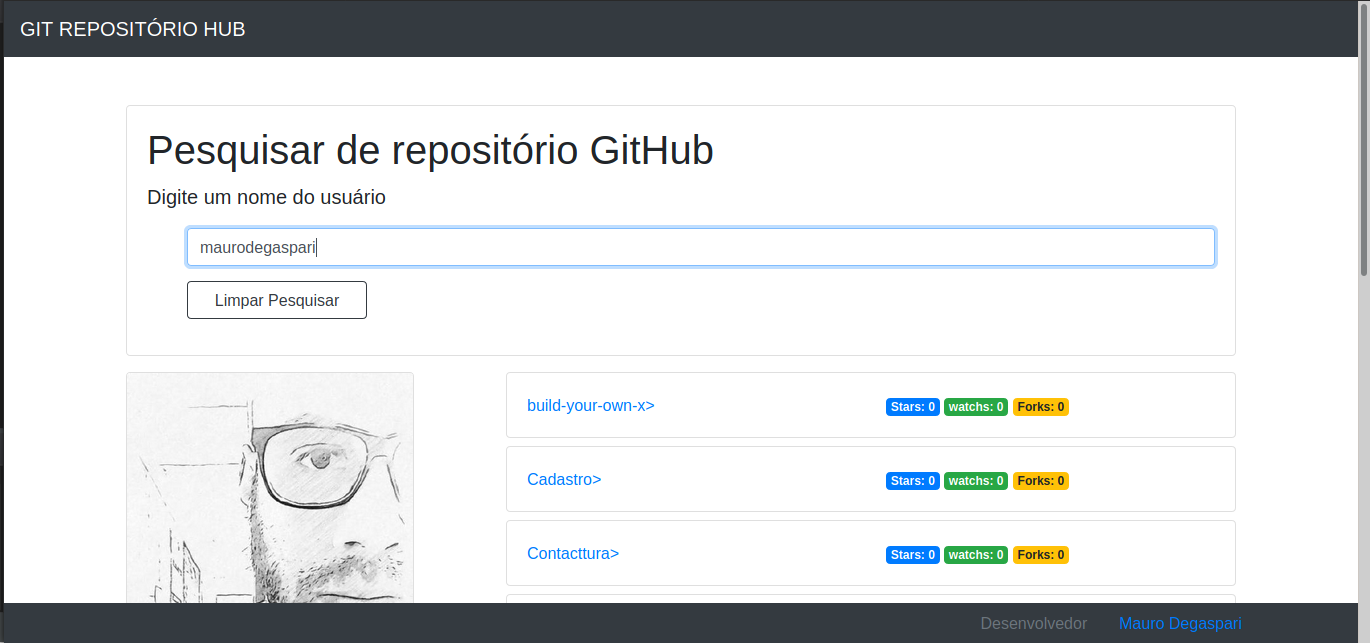 GIT REPOSITÓRIO HUB
Pesquisar de repositório GitHub
Digite um nome do usuário
maurodegaspari
Limpar Pesquisar
build-your-own-x> Stars: 0 watchs: 0 Forks: 0
Cadastro> Stars: 0 watchs: 0 Forks: 0
Contacttura> Stars: 0 watchs: 0 Forks: 0
Desenvolvedor Mauro Degaspari